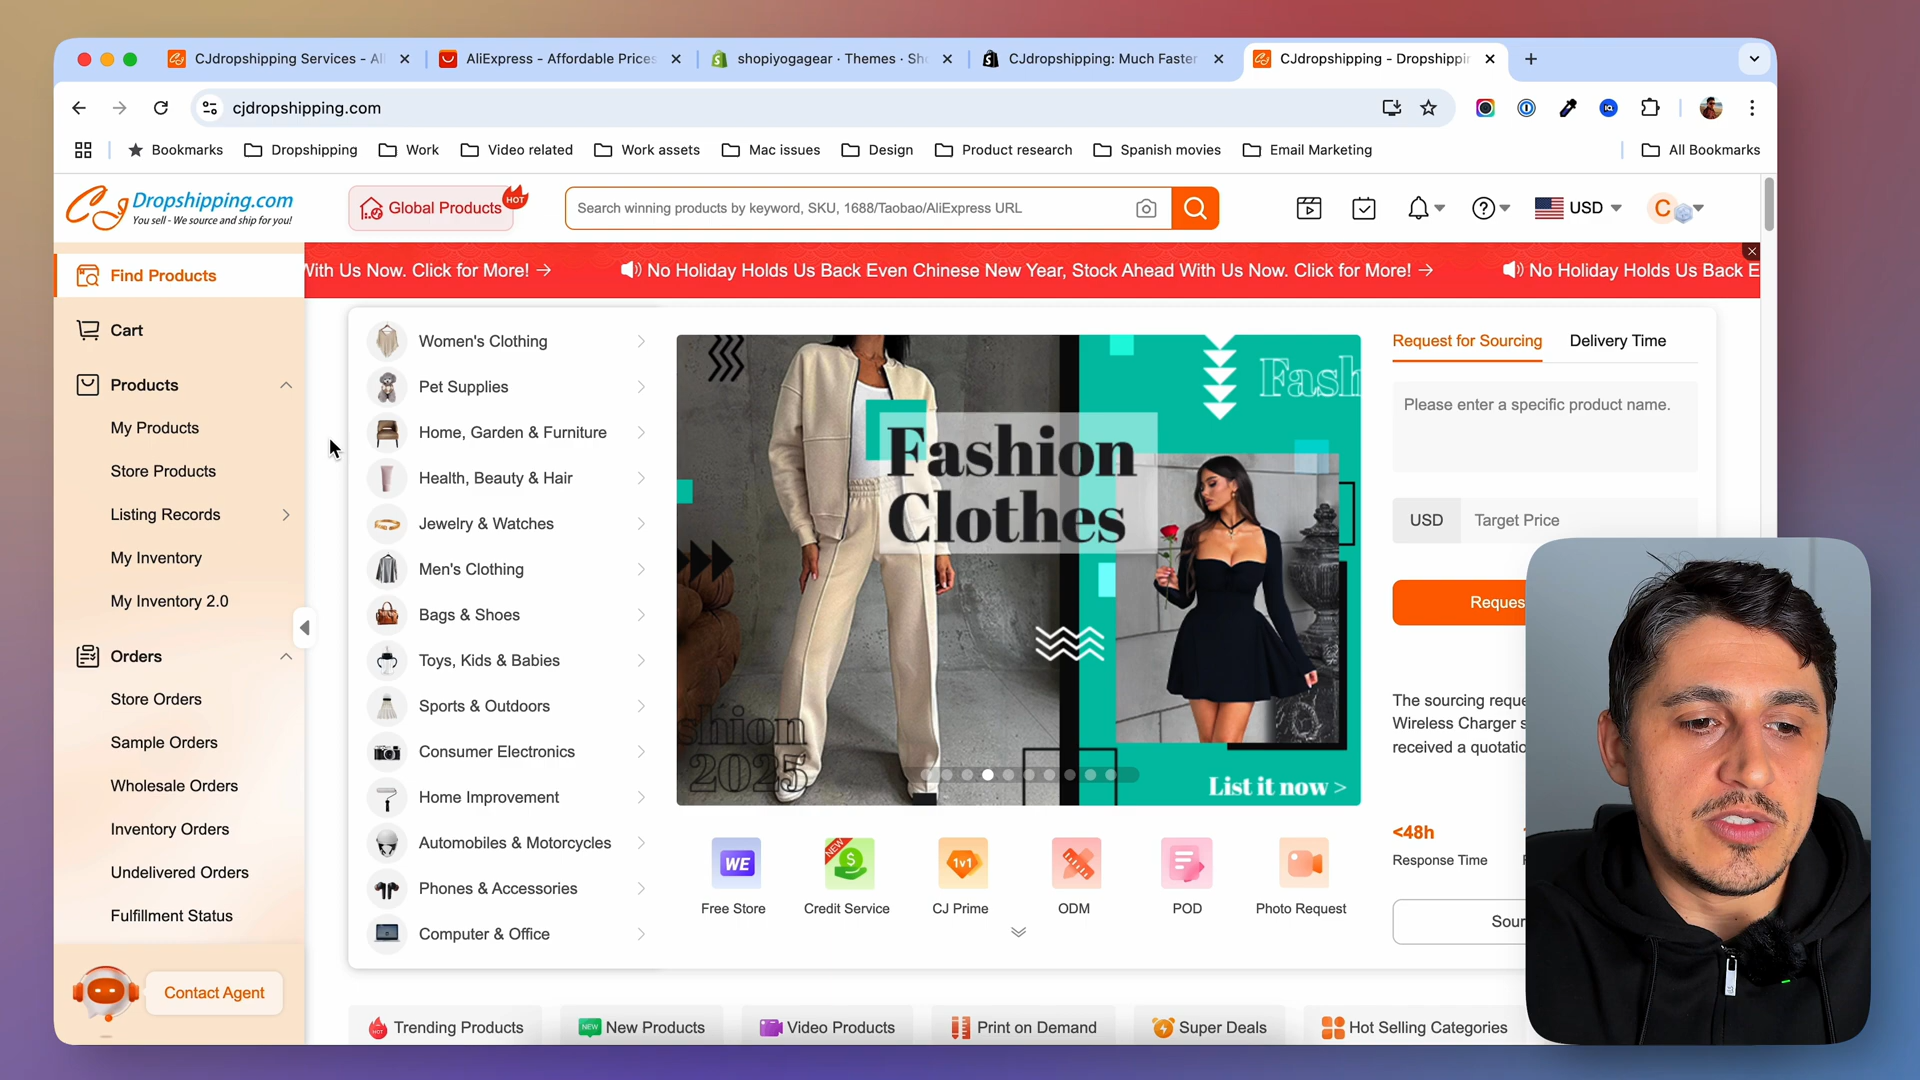 CJdropshipping Services - All
AliExpress - Affordable Prices
shopiyogagear · Themes · Sho
CJdropshipping: Much Faster
CJdropshipping - Dropshippin
cjdropshipping.com
Bookmarks
Dropshipping
Work
Video related
Work assets
Mac issues
Design
Product research
Spanish movies
Email Marketing
All Bookmarks
CJ Dropshipping.com
You sell - We source and ship for you!
Global Products
HOT
Search winning products by keyword, SKU, 1688/Taobao/AliExpress URL
USD
C
With Us Now. Click for More! →
No Holiday Holds Us Back Even Chinese New Year, Stock Ahead With Us Now. Click for More! →
No Holiday Holds Us Back E
Find Products
Cart
Products
My Products
Store Products
Listing Records
My Inventory
My Inventory 2.0
Orders
Store Orders
Sample Orders
Wholesale Orders
Inventory Orders
Undelivered Orders
Fulfillment Status
Contact Agent
Women's Clothing
Pet Supplies
Home, Garden & Furniture
Health, Beauty & Hair
Jewelry & Watches
Men's Clothing
Bags & Shoes
Toys, Kids & Babies
Sports & Outdoors
Consumer Electronics
Home Improvement
Automobiles & Motorcycles
Phones & Accessories
Computer & Office
Fash
Fashion
Clothes
shion
2025
List it now >
WE
Free Store
NEW
Credit Service
1v1
CJ Prime
ODM
POD
Photo Request
Request for Sourcing
Delivery Time
Please enter a specific product name.
USD
Target Price
Reques
The sourcing reque
Wireless Charger s
received a quotatio
<48h
Response Time
Sour
HOT
Trending Products
NEW
New Products
Video Products
Print on Demand
Super Deals
Hot Selling Categories